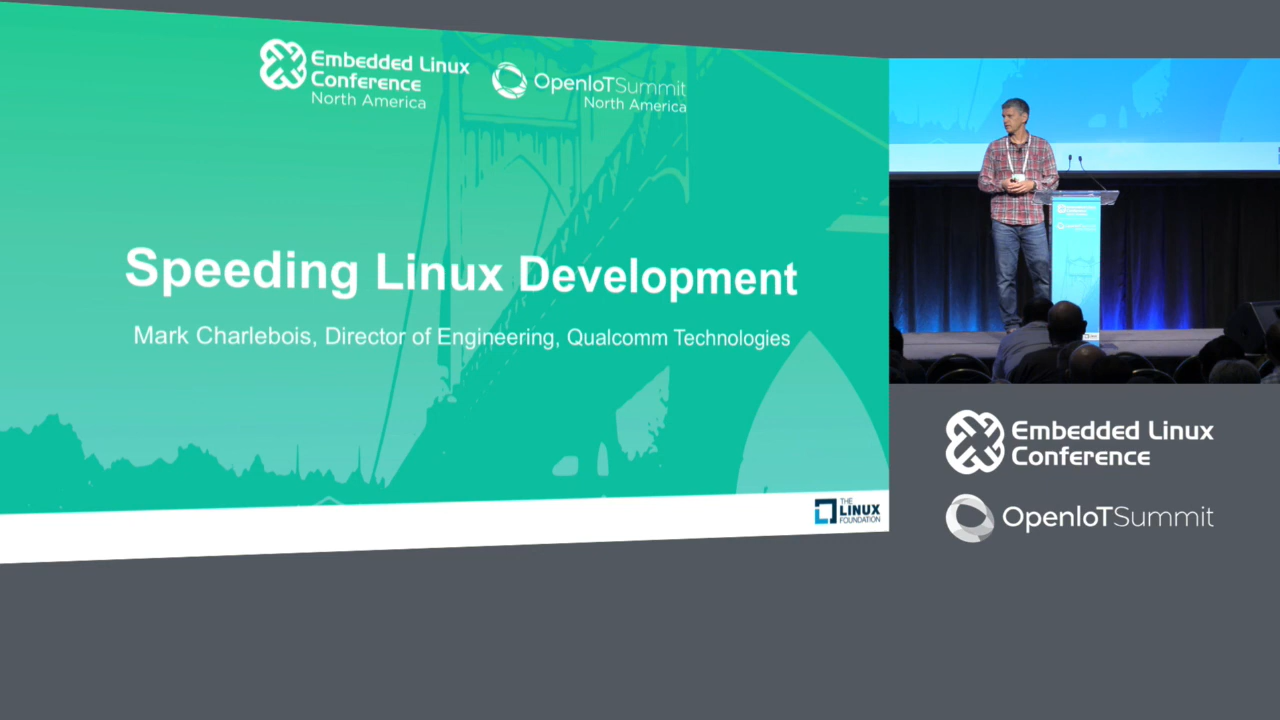 Embedded Linux
Conference
North America
OpenIoTSummit
North America
Speeding Linux Development
Mark Charlebois, Director of Engineering, Qualcomm Technologies
THE
LINUX
FOUNDATION
Embedded Linux
Conference
OpenIoTSummit